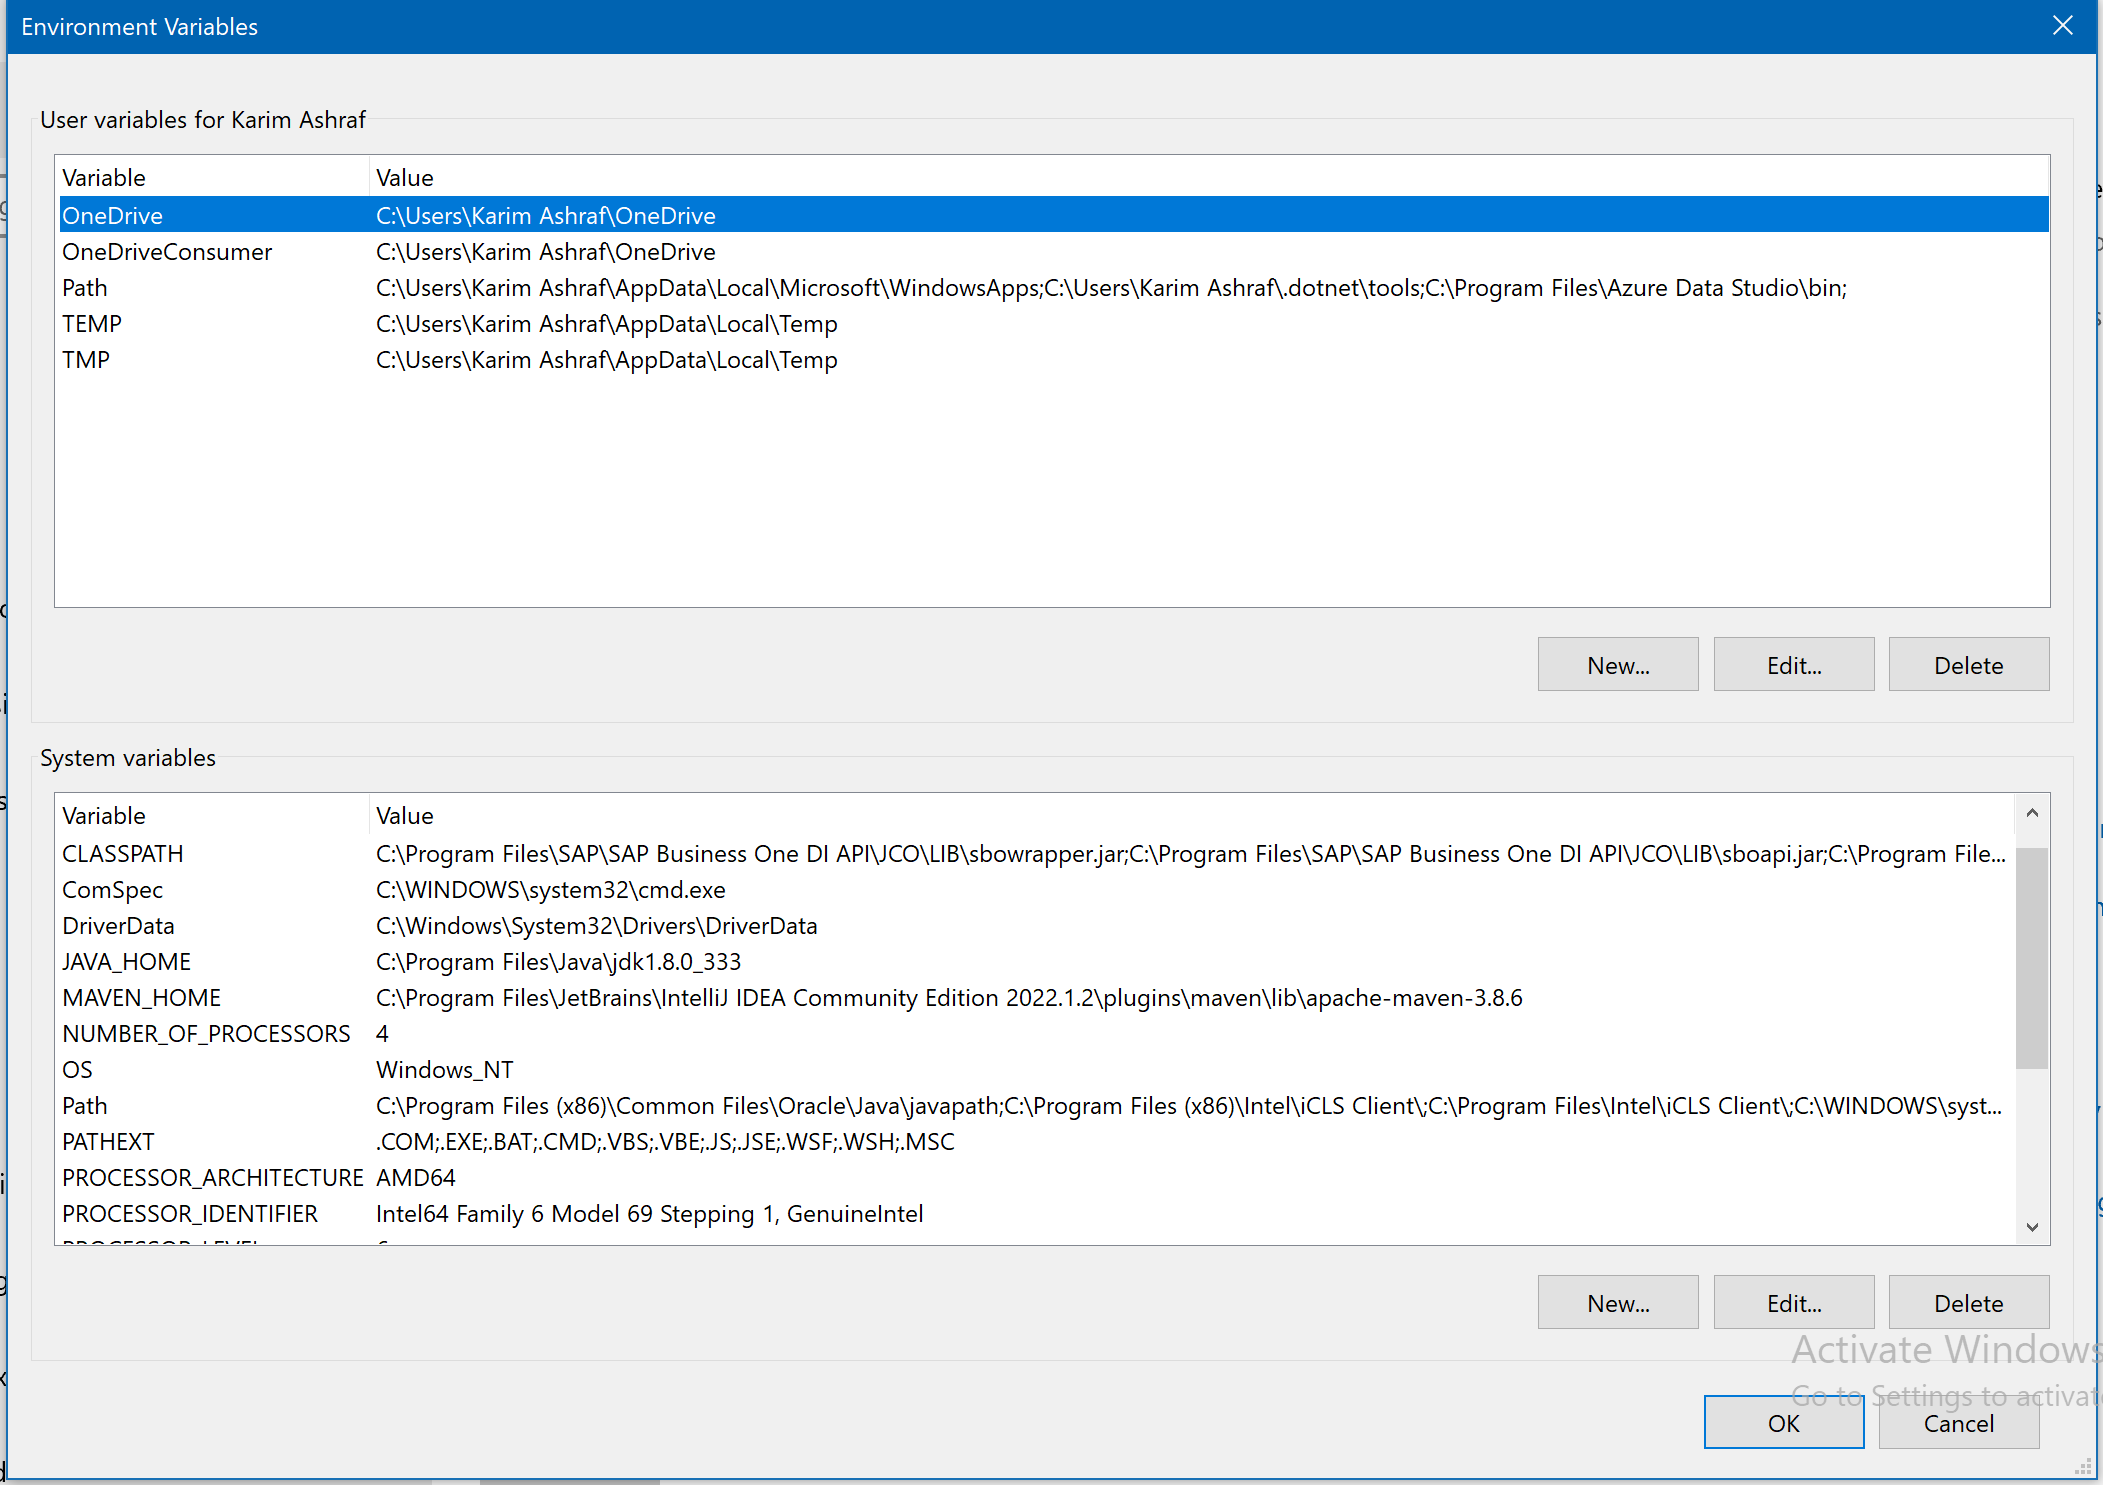 Environment Variables
User variables for Karim Ashraf
Variable Value
OneDrive C:\Users\Karim Ashraf\OneDrive
OneDriveConsumer C:\Users\Karim Ashraf\OneDrive
Path C:\Users\Karim Ashraf\AppData\Local\Microsoft\WindowsApps;C:\Users\Karim Ashraf\.dotnet\tools;C:\Program Files\Azure Data Studio\bin;
TEMP C:\Users\Karim Ashraf\AppData\Local\Temp
TMP C:\Users\Karim Ashraf\AppData\Local\Temp
New... Edit... Delete
System variables
Variable Value
CLASSPATH C:\Program Files\SAP\SAP Business One DI API\JCO\LIB\sbowrapper.jar;C:\Program Files\SAP\SAP Business One DI API\JCO\LIB\sboapi.jar;C:\Program File...
ComSpec C:\WINDOWS\system32\cmd.exe
DriverData C:\Windows\System32\Drivers\DriverData
JAVA_HOME C:\Program Files\Java\jdk1.8.0_333
MAVEN_HOME C:\Program Files\JetBrains\IntelliJ IDEA Community Edition 2022.1.2\plugins\maven\lib\apache-maven-3.8.6
NUMBER_OF_PROCESSORS 4
OS Windows_NT
Path C:\Program Files (x86)\Common Files\Oracle\Java\javapath;C:\Program Files (x86)\Intel\iCLS Client\;C:\Program Files\Intel\iCLS Client\;C:\WINDOWS\syst...
PATHEXT .COM;.EXE;.BAT;.CMD;.VBS;.VBE;.JS;.JSE;.WSF;.WSH;.MSC
PROCESSOR_ARCHITECTURE AMD64
PROCESSOR_IDENTIFIER Intel64 Family 6 Model 69 Stepping 1, GenuineIntel
New... Edit... Delete
Activate Windows
Go to Settings to activate
OK Cancel